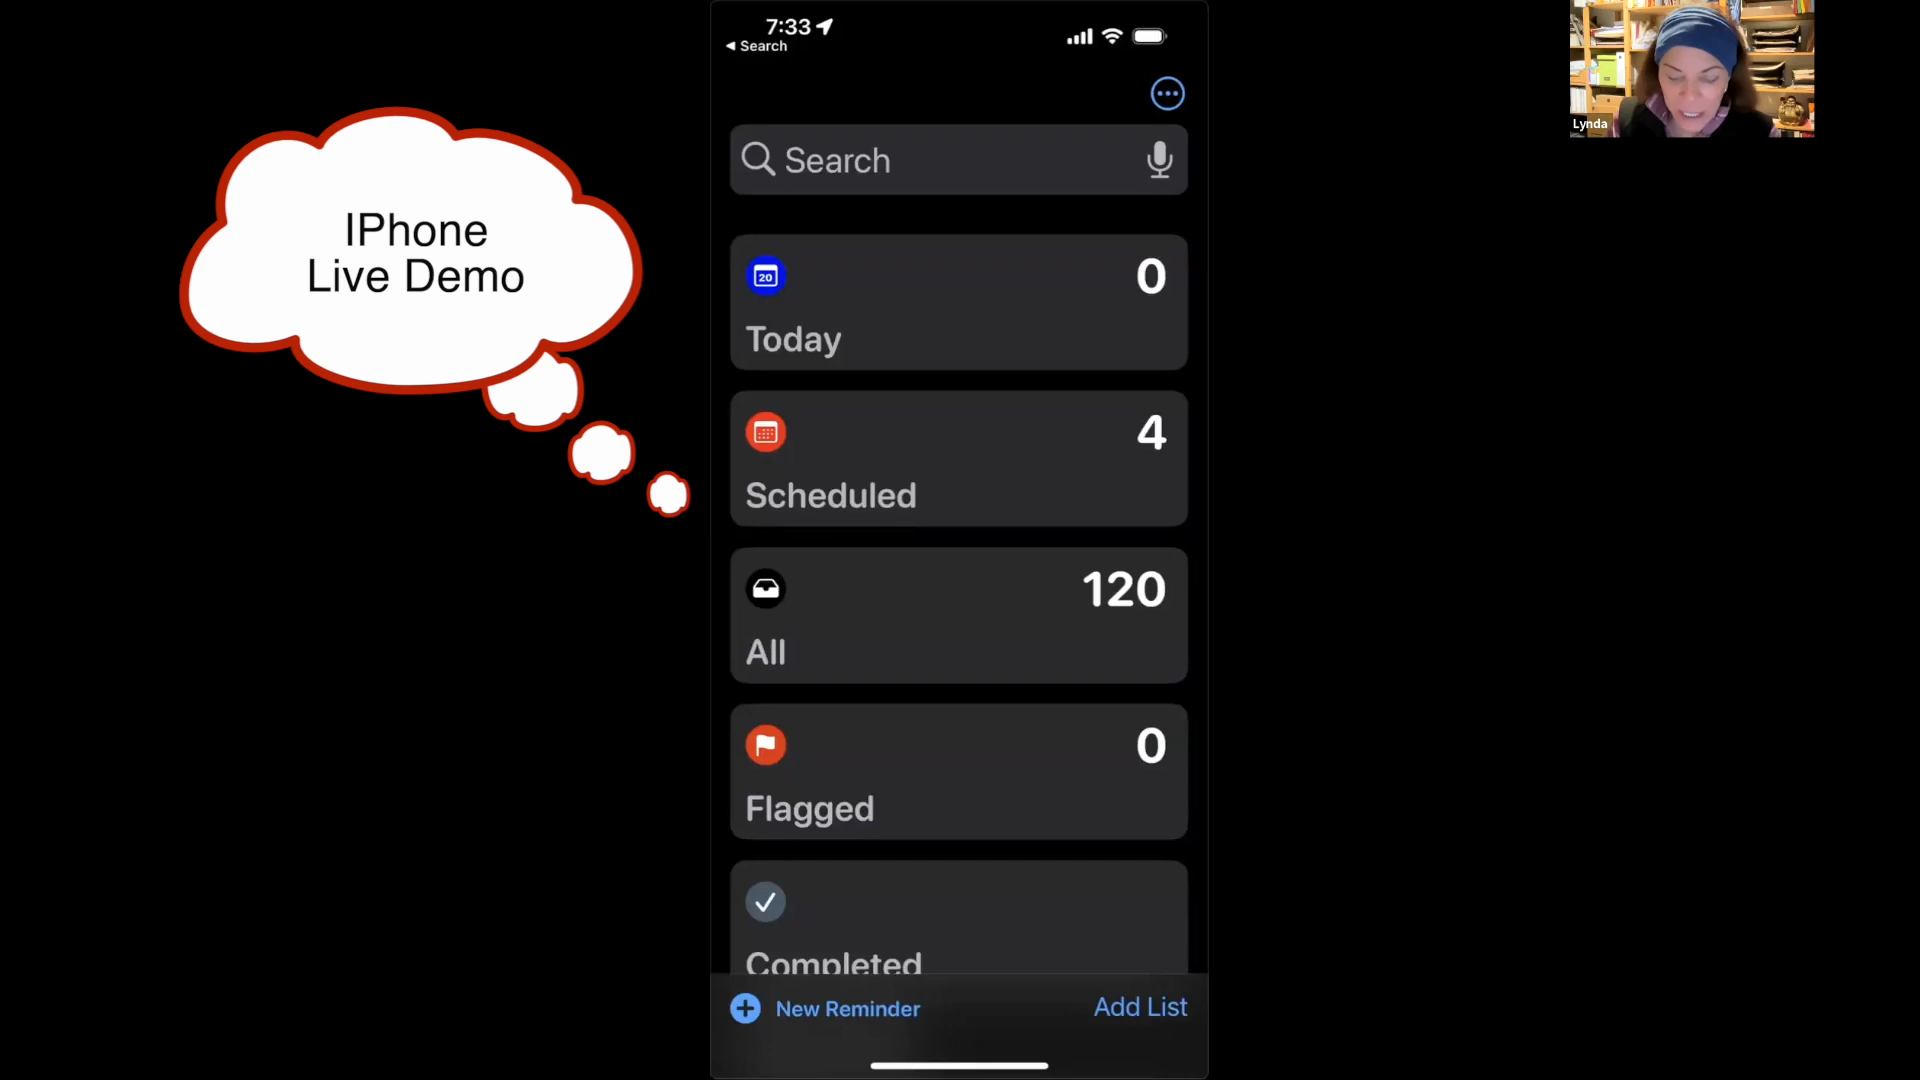 IPhone
Live Demo
7:33
Search
Search
20
0
Today
4
Scheduled
120
All
0
Flagged
Completed
New Reminder
Add List
Lynda